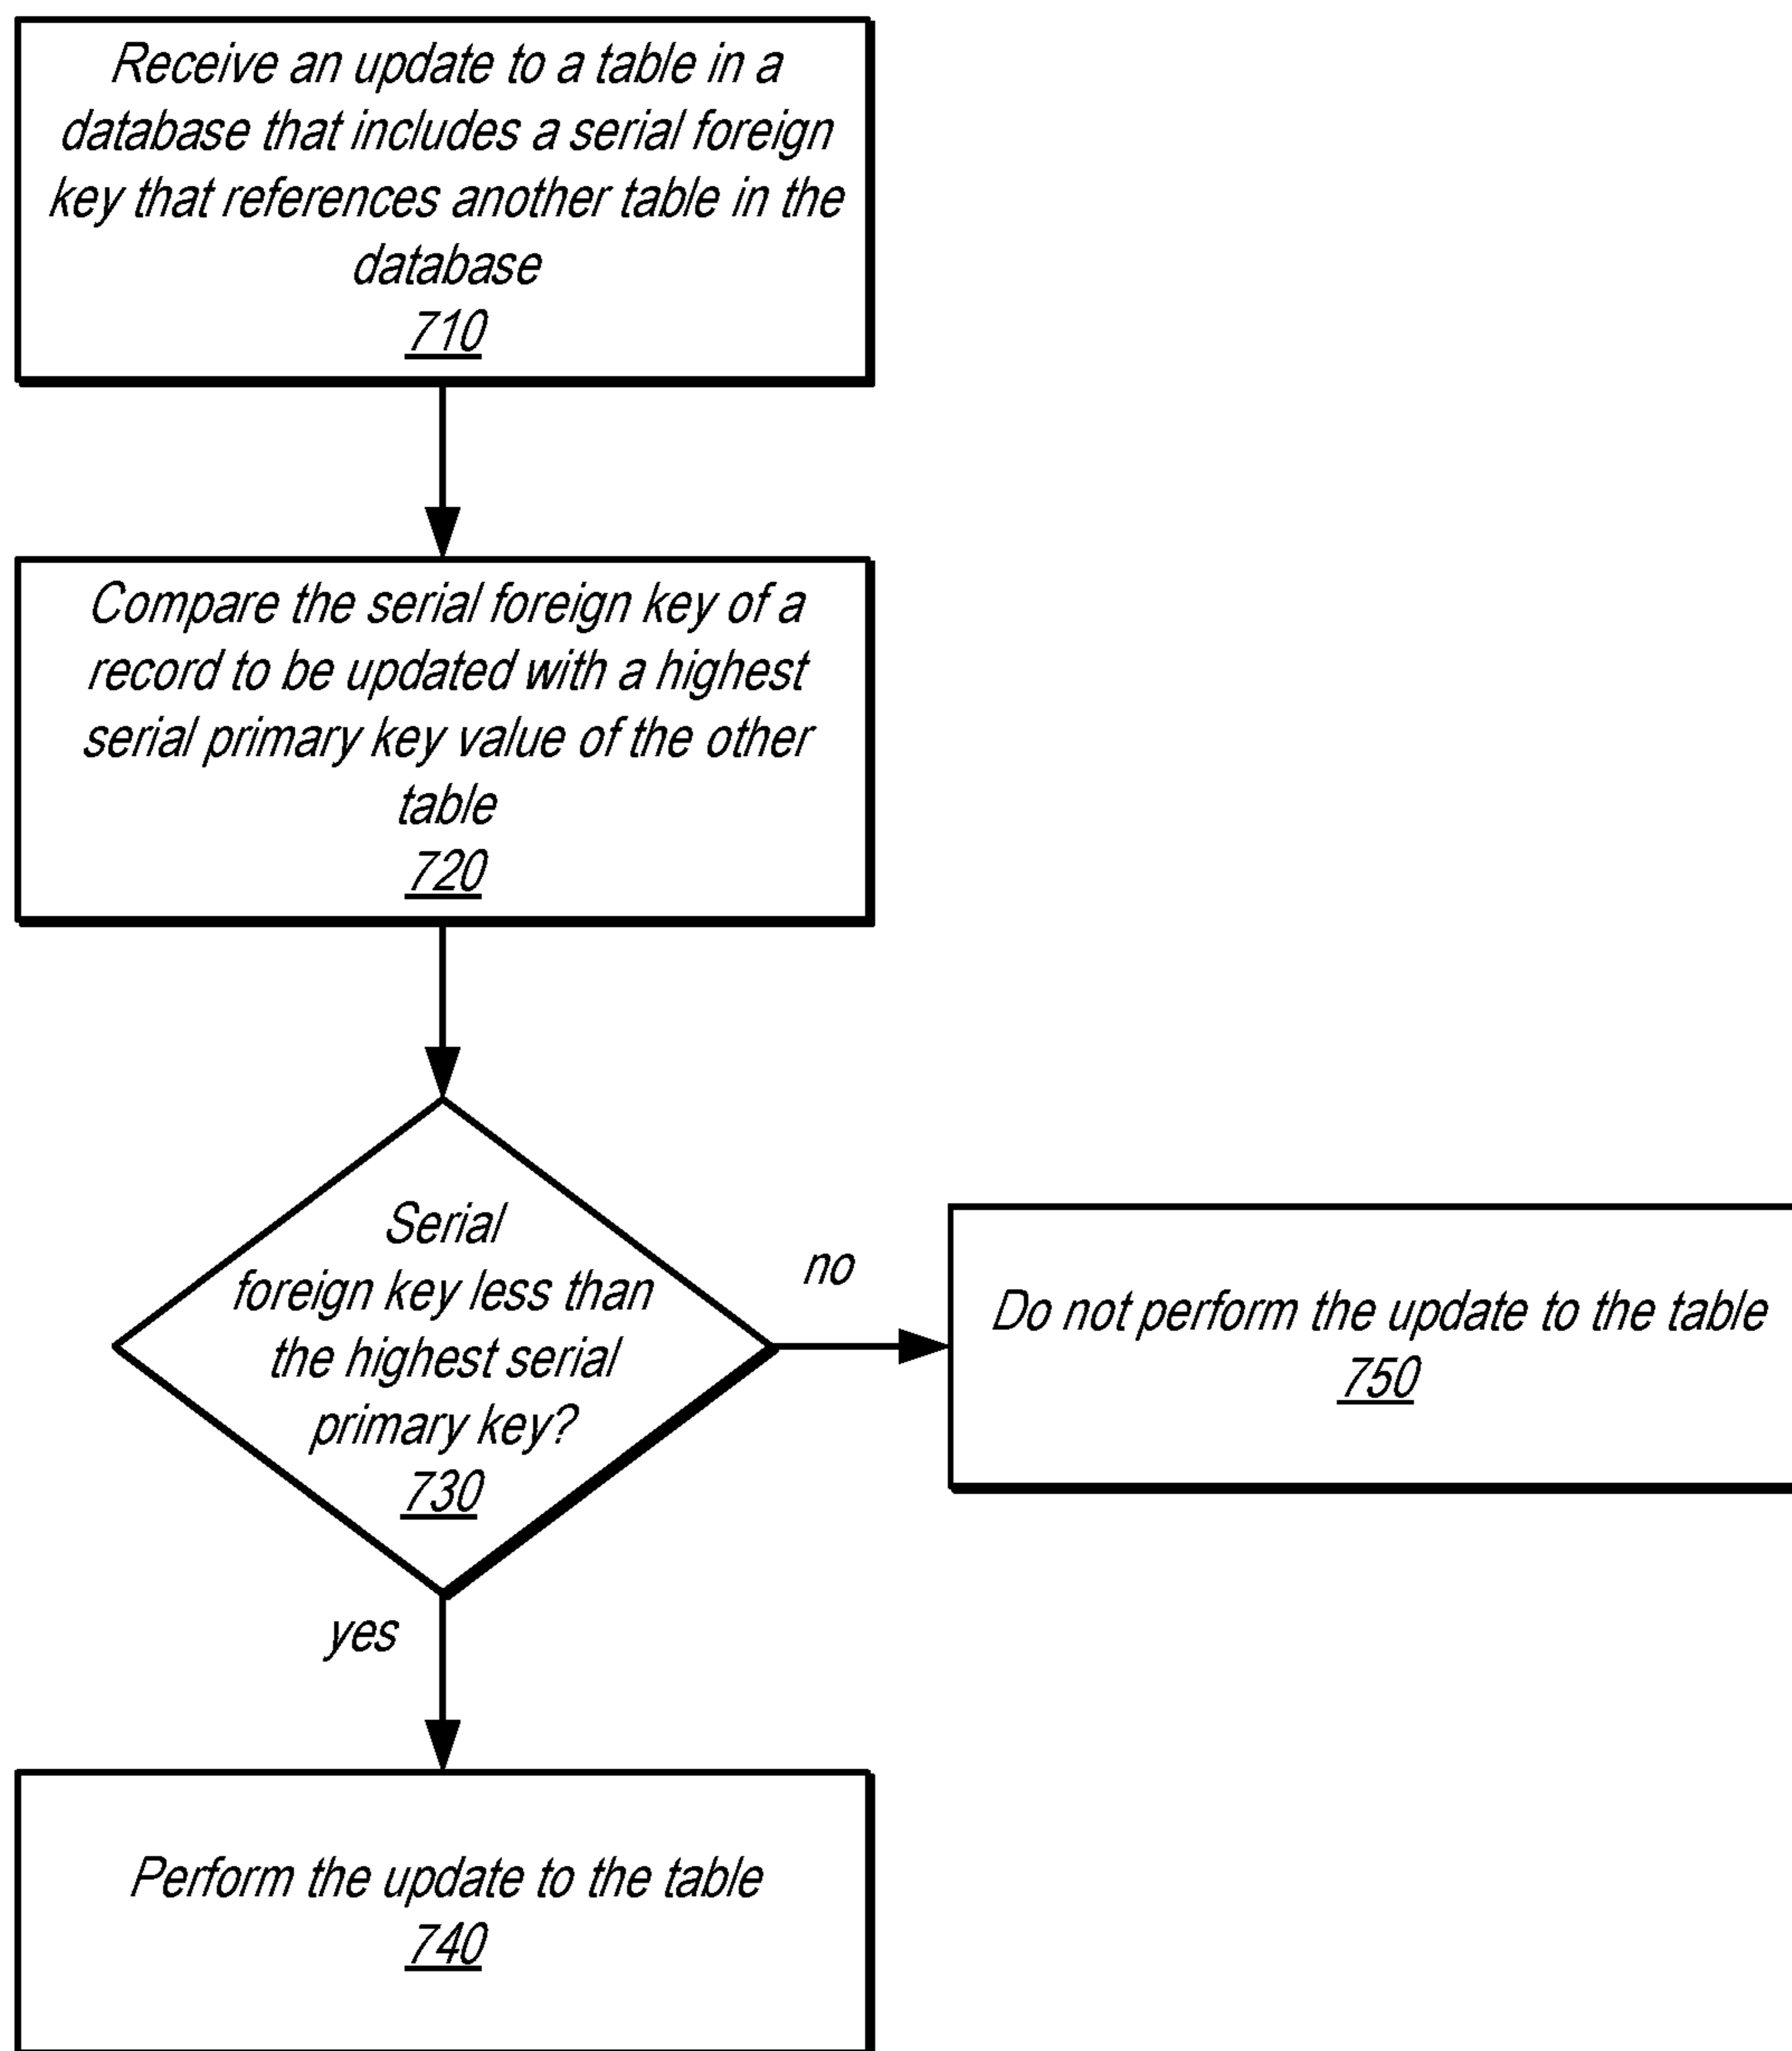 Receive an update to a table in a
database that includes a serial foreign
key that references another table in the
database
710
Compare the serial foreign key of a
record to be updated with a highest
serial primary key value of the other
table
720
Serial
foreign key less than
the highest serial
primary key?
730
no
Do not perform the update to the table
750
yes
Perform the update to the table
740